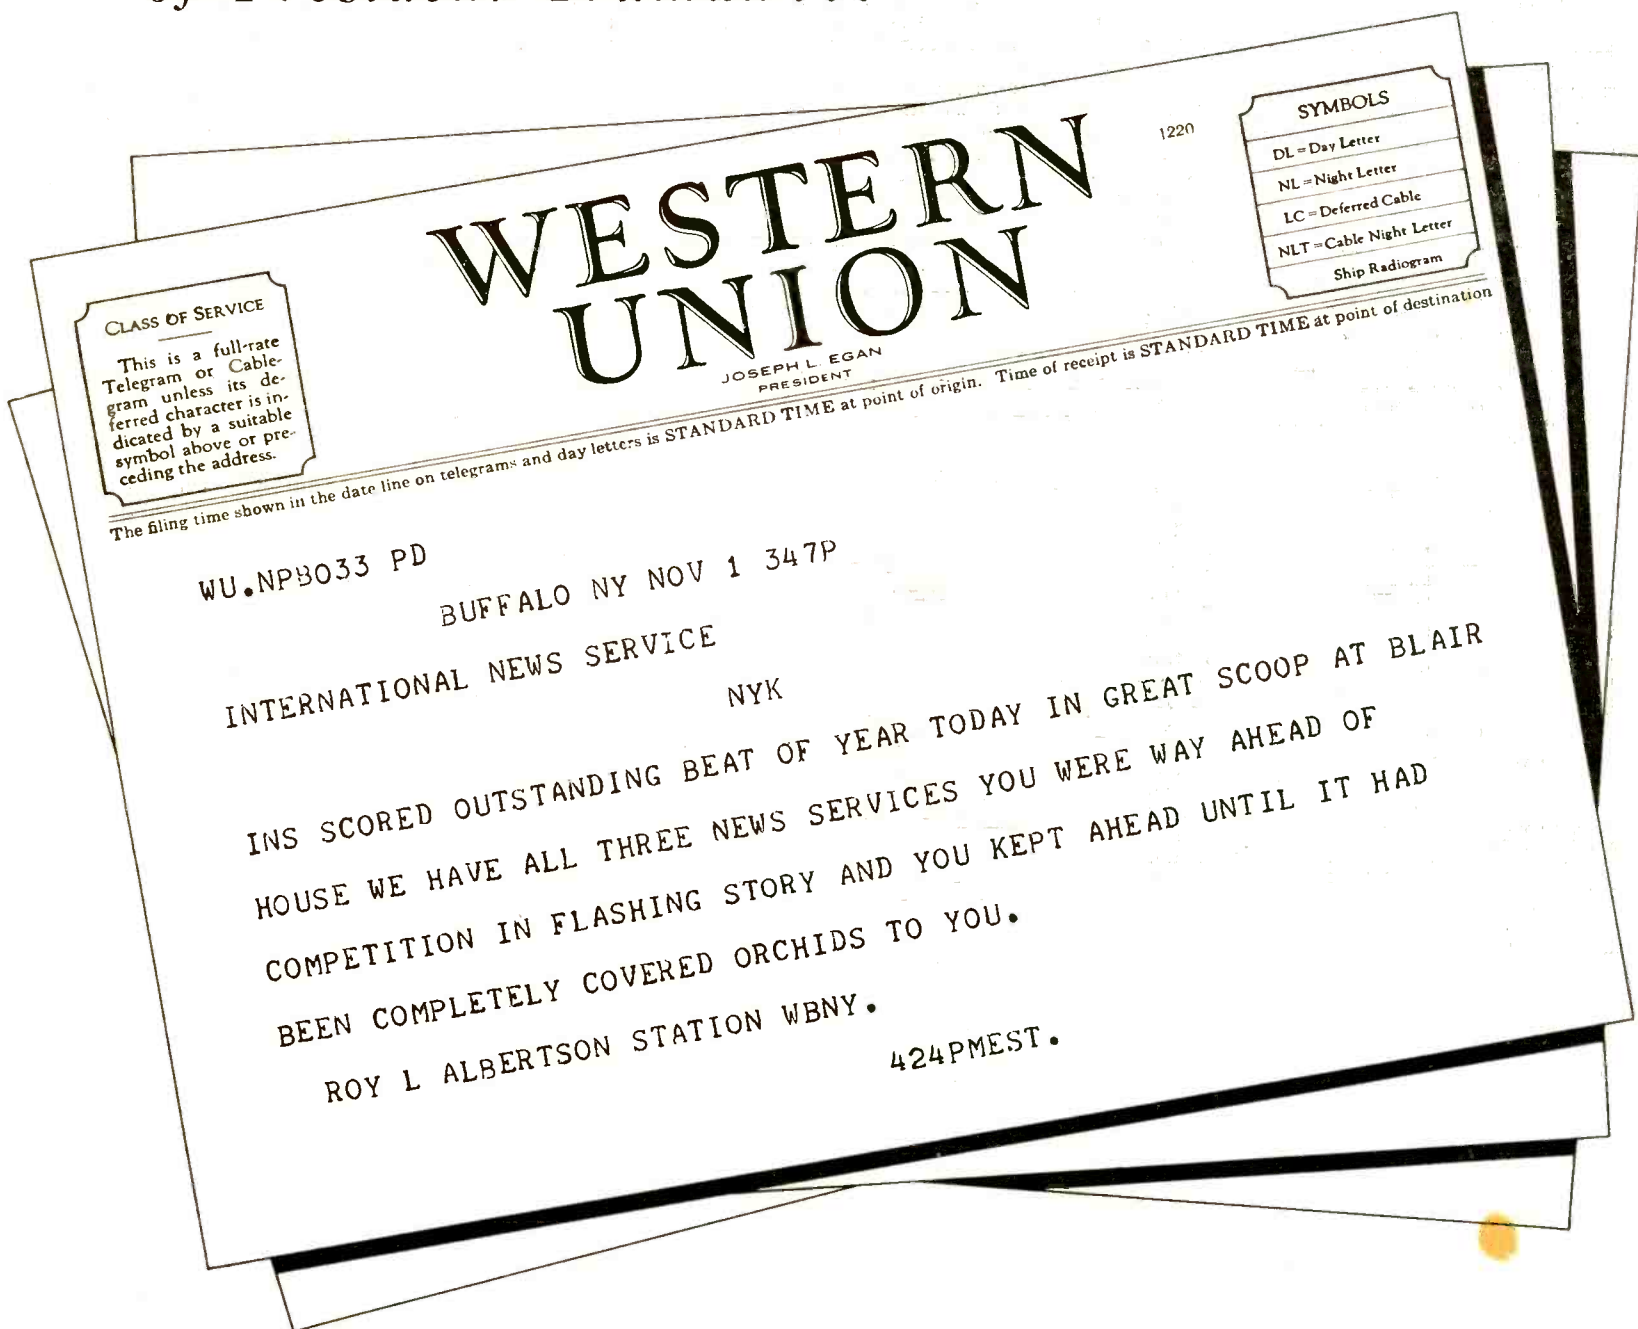 WESTERN
UNION
1220
JOSEPH L. EGAN
PRESIDENT
CLASS OF SERVICE
This is a full-rate
Telegram or Cable-
gram unless its de-
ferred character is in-
dicated by a suitable
symbol above or pre-
ceding the address.
SYMBOLS
DL=Day Letter
NL=Night Letter
LC=Deferred Cable
NLT=Cable Night Letter
Ship Radiogram
The filing time shown in the date line on telegrams and day letters is STANDARD TIME at point of origin. Time of receipt is STANDARD TIME at point of destination
WU.NPB033 PD
BUFFALO NY NOV 1 347P
INTERNATIONAL NEWS SERVICE
NYK
INS SCORED OUTSTANDING BEAT OF YEAR TODAY IN GREAT SCOOP AT BLAIR
HOUSE WE HAVE ALL THREE NEWS SERVICES YOU WERE WAY AHEAD OF
COMPETITION IN FLASHING STORY AND YOU KEPT AHEAD UNTIL IT HAD
BEEN COMPLETELY COVERED ORCHIDS TO YOU.
ROY L ALBERTSON STATION WBNY.
424PMEST.